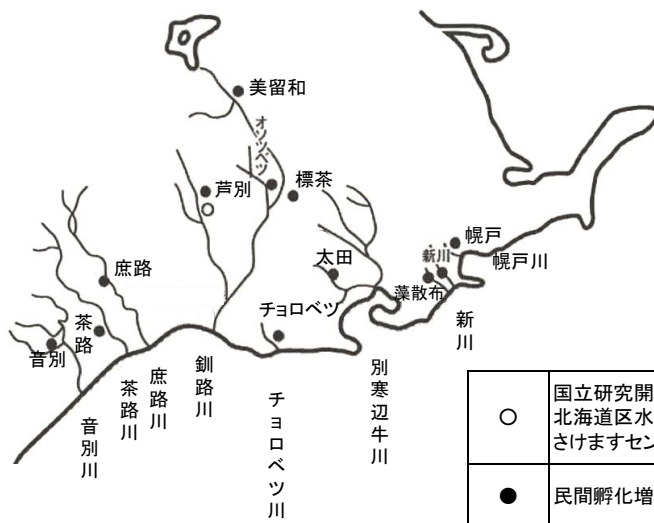 美留和
オソツベツ
標茶
芦別
庶路
茶路
音別
太田
チョロベツ
幌戸
新川
幌戸川
藻散布
新川
別寒辺牛川
チョロベツ川
釧路川
庶路川
茶路川
音別川
国立研究開
北海道区水
さけますセン
民間孵化増